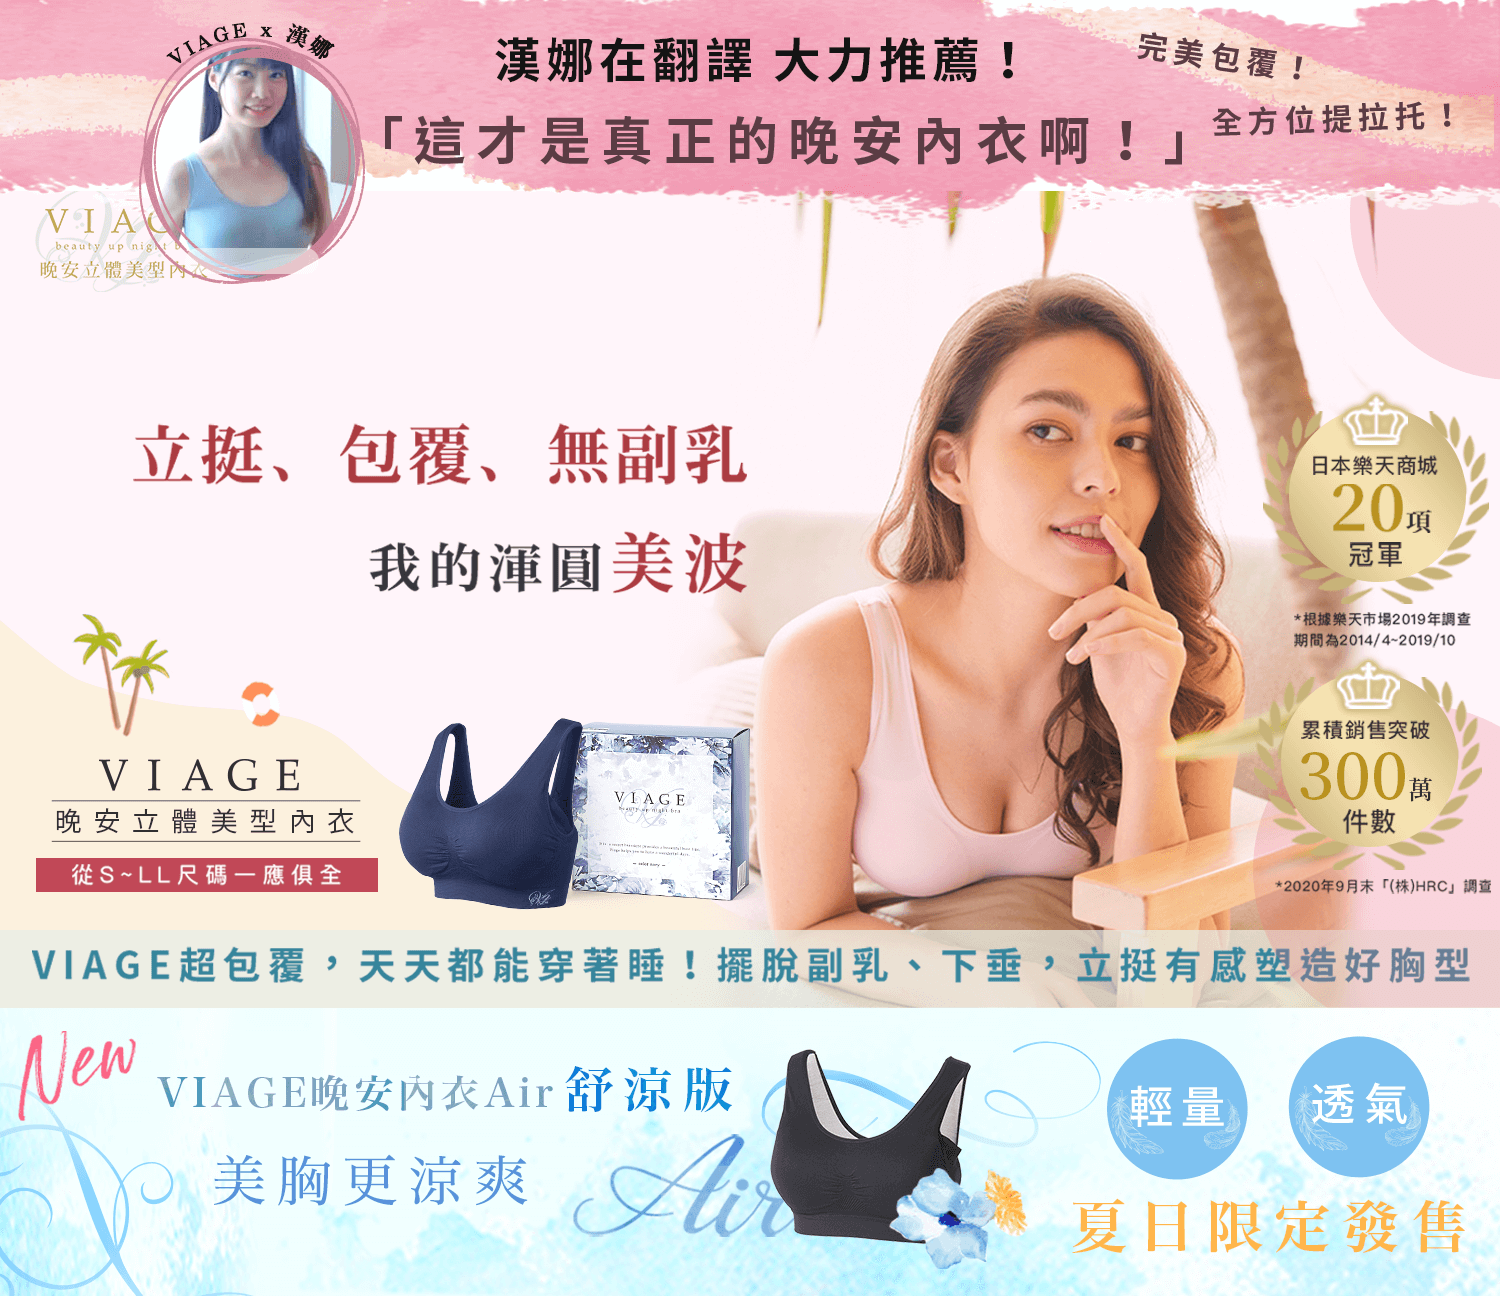 VIAGE x 漢娜
漢娜在翻譯 大力推薦！
「這才是真正的晚安內衣啊！」
完美包覆！
全方位提拉托！
VIAG
beauty up night b
晚安立體美型內衣
立挺、包覆、無副乳
我的渾圓美波
日本樂天商城
20項
冠軍
*根據樂天市場2019年調查
期間為2014/4~2019/10
累積銷售突破
300萬
件數
*2020年9月末「(株)HRC」調查
VIAGE
晚安立體美型內衣
從S~LL尺碼一應俱全
VIAGE
beauty up night bra
VIAGE超包覆，天天都能穿著睡！擺脫副乳、下垂，立挺有感塑造好胸型
New
VIAGE晚安內衣Air舒涼版
美胸更涼爽
Air
輕量
透氣
夏日限定發售